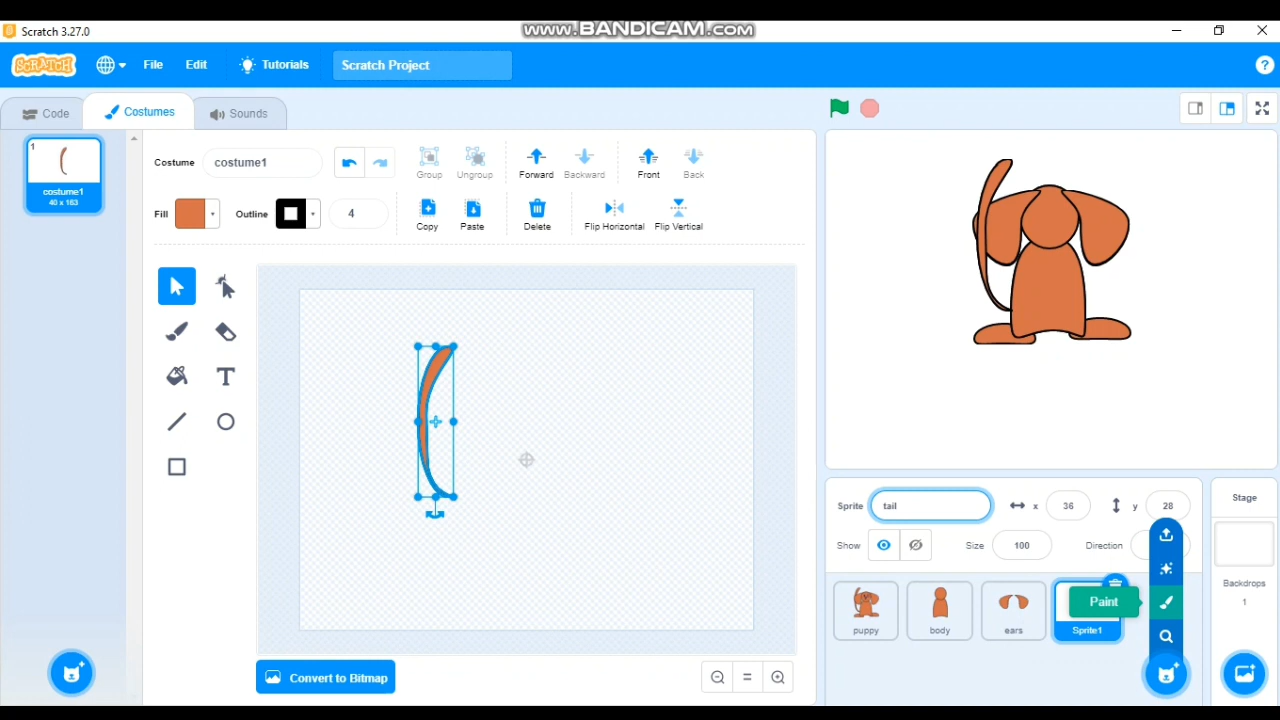 Scratch 3.27.0
www.BANDICAM.com
SCRATCH File Edit Tutorials Scratch Project ?
Code Costumes Sounds
1
costume1
40 x 163
Costume costume1 Group Ungroup Forward Backward Front Back
Fill Outline 4 Copy Paste Delete Flip Horizontal Flip Vertical
T
Convert to Bitmap
Sprite tail x 36 y 28
Show Size 100 Direction
puppy body ears Sprite1
Paint
Stage
Backdrops
1